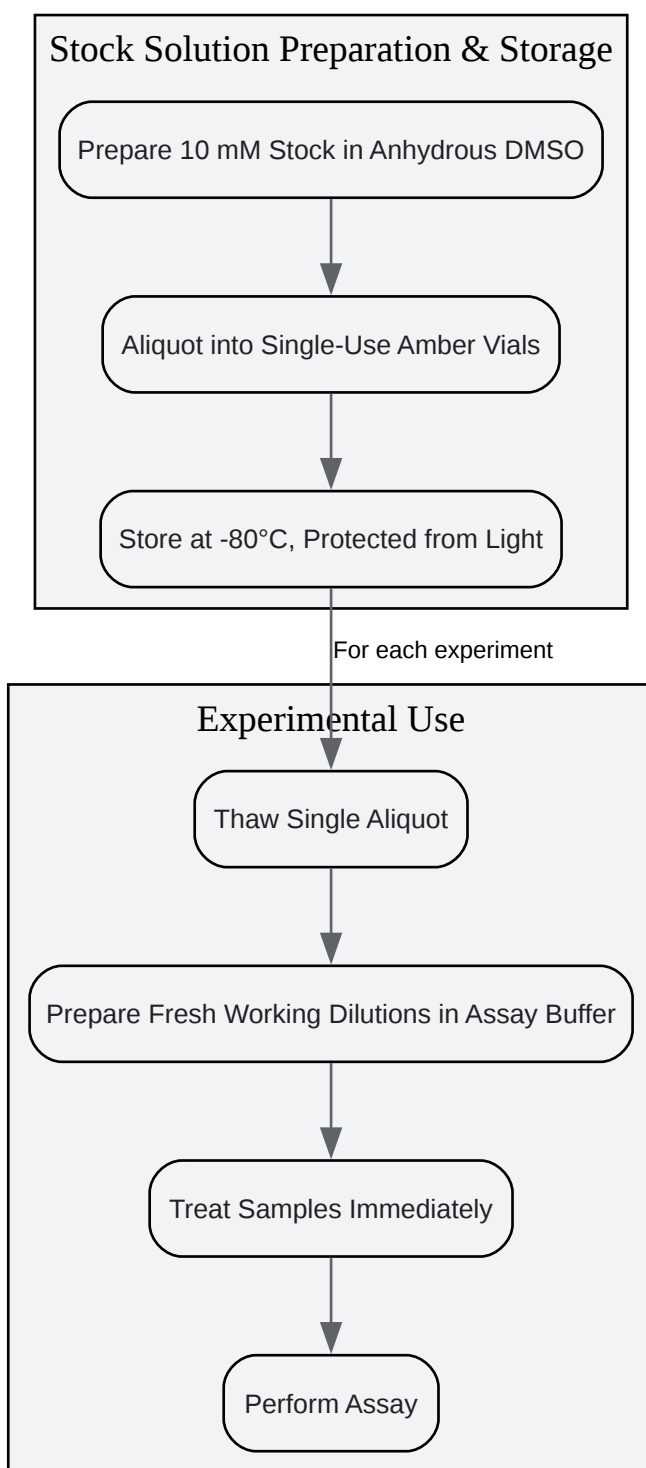 Stock Solution Preparation & Storage
Prepare 10 mM Stock in Anhydrous DMSO
Aliquot into Single-Use Amber Vials
Store at -80°C, Protected from Light
For each experiment
Experimental Use
Thaw Single Aliquot
Prepare Fresh Working Dilutions in Assay Buffer
Treat Samples Immediately
Perform Assay